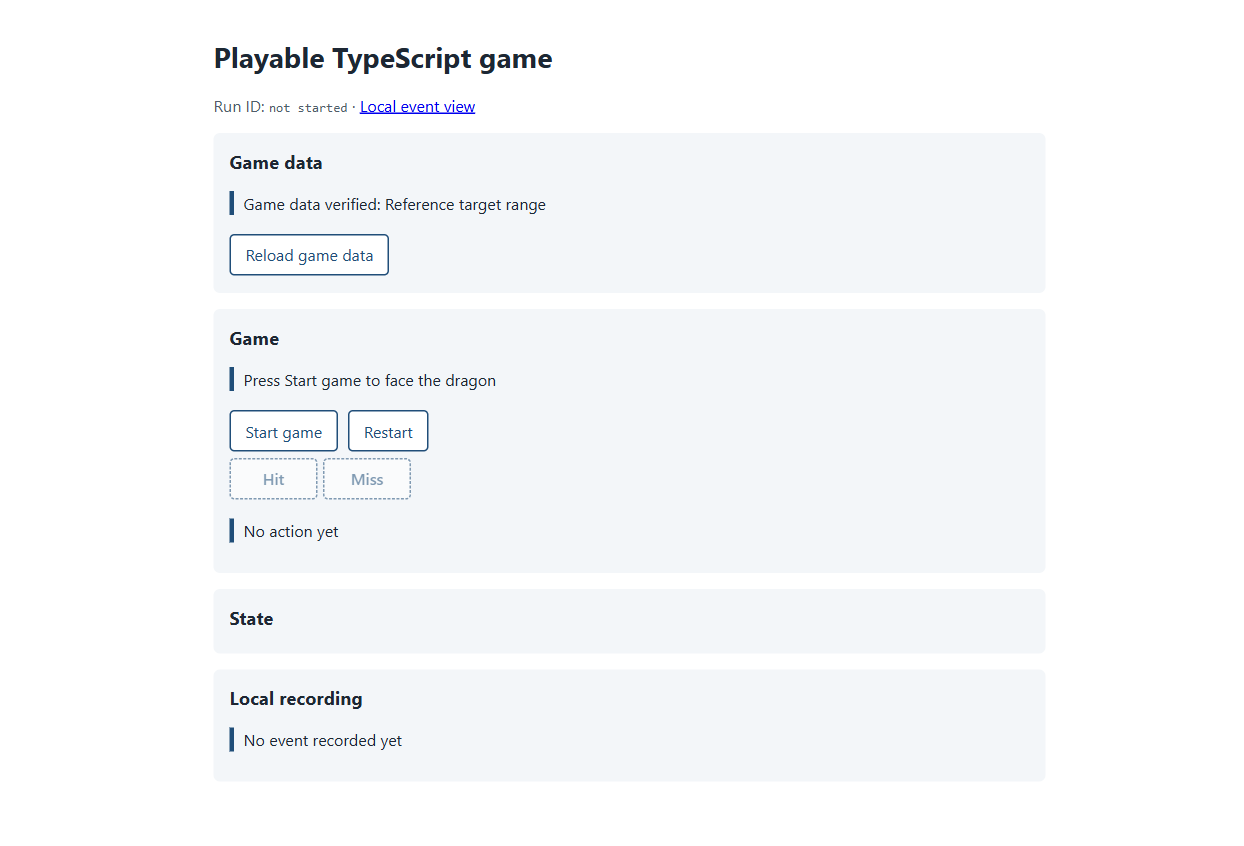 Playable TypeScript game
Run ID: not started · Local event view
Game data
Game data verified: Reference target range
Reload game data
Game
Press Start game to face the dragon
Start game Restart
Hit Miss
No action yet
State
Local recording
No event recorded yet